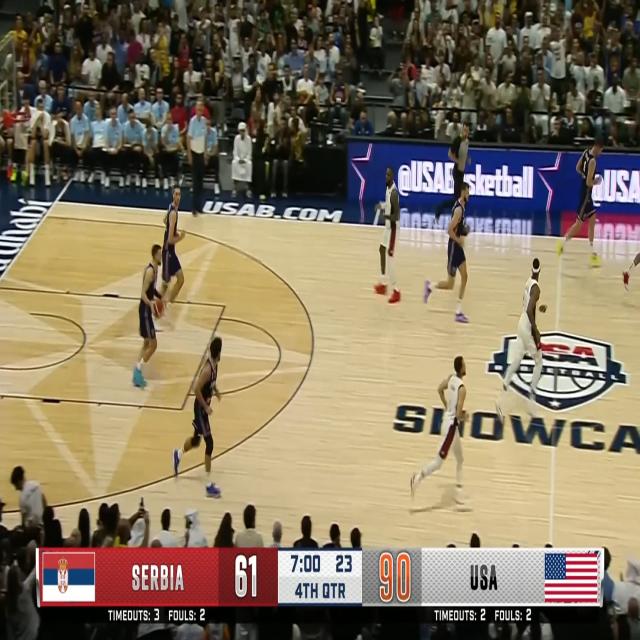 @USABasketball
USAB.COM
USA
SHOWCA
SERBIA 61 7:00 23 4TH QTR 90 USA
TIMEOUTS: 3 FOULS: 2 TIMEOUTS: 2 FOULS: 2